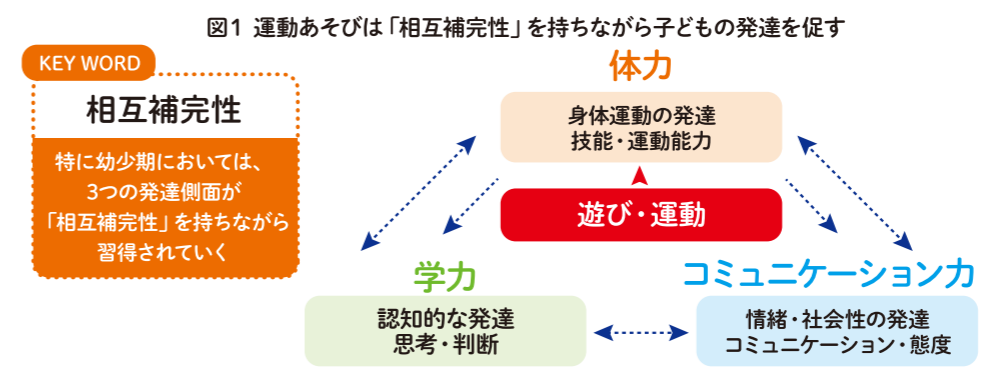 図1 運動あそびは「相互補完性」を持ちながら子どもの発達を促す
KEY WORD
相互補完性
特に幼少期においては、
3つの発達側面が
「相互補完性」を持ちながら
習得されていく
体力
身体運動の発達
技能・運動能力
遊び・運動
学力
認知的な発達
思考・判断
コミュニケーション力
情緒・社会性の発達
コミュニケーション・態度